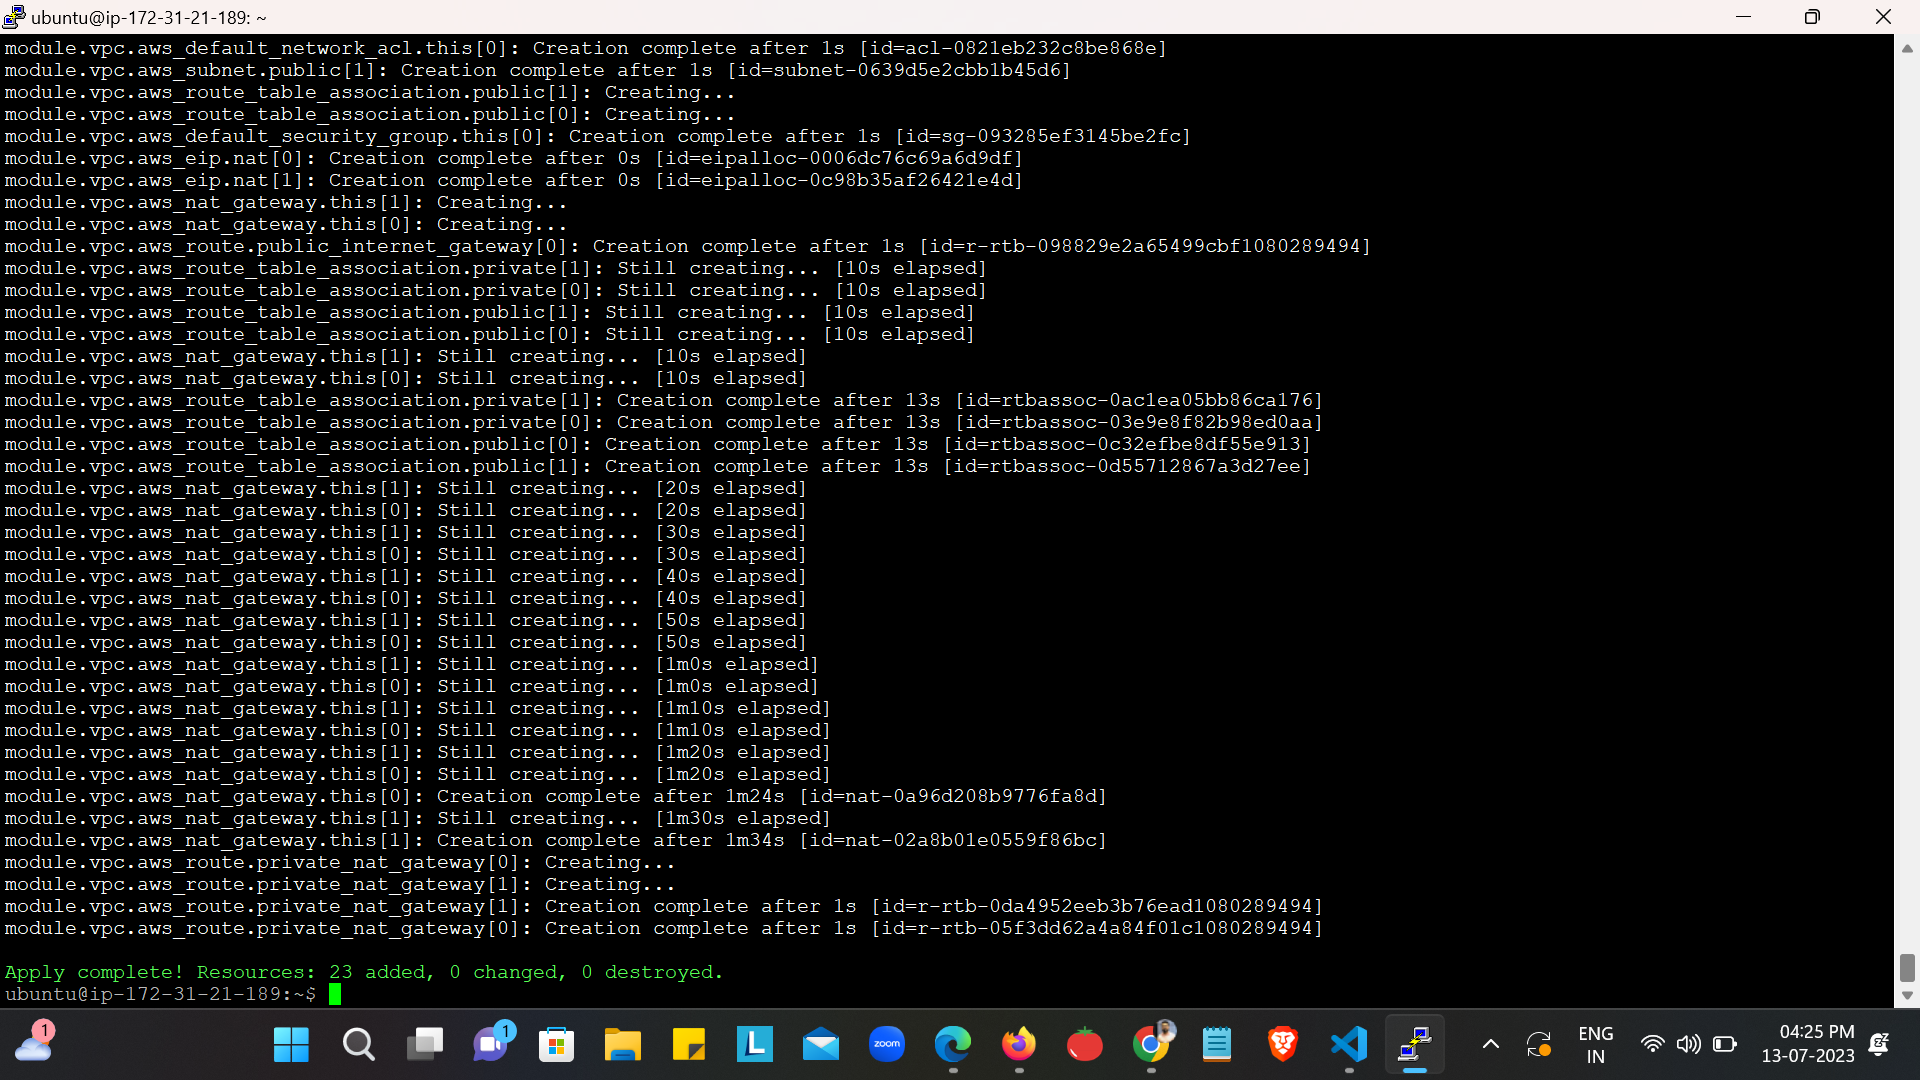 ubuntu@ip-172-31-21-189: ~
module.vpc.aws_default_network_acl.this[0]: Creation complete after 1s [id=acl-0821eb232c8be868e]
module.vpc.aws_subnet.public[1]: Creation complete after 1s [id=subnet-0639d5e2cbb1b45d6]
module.vpc.aws_route_table_association.public[1]: Creating...
module.vpc.aws_route_table_association.public[0]: Creating...
module.vpc.aws_default_security_group.this[0]: Creation complete after 1s [id=sg-093285ef3145be2fc]
module.vpc.aws_eip.nat[0]: Creation complete after 0s [id=eipalloc-0006dc76c69a6d9df]
module.vpc.aws_eip.nat[1]: Creation complete after 0s [id=eipalloc-0c98b35af26421e4d]
module.vpc.aws_nat_gateway.this[1]: Creating...
module.vpc.aws_nat_gateway.this[0]: Creating...
module.vpc.aws_route.public_internet_gateway[0]: Creation complete after 1s [id=r-rtb-098829e2a65499cbf1080289494]
module.vpc.aws_route_table_association.private[1]: Still creating... [10s elapsed]
module.vpc.aws_route_table_association.private[0]: Still creating... [10s elapsed]
module.vpc.aws_route_table_association.public[1]: Still creating... [10s elapsed]
module.vpc.aws_route_table_association.public[0]: Still creating... [10s elapsed]
module.vpc.aws_nat_gateway.this[1]: Still creating... [10s elapsed]
module.vpc.aws_nat_gateway.this[0]: Still creating... [10s elapsed]
module.vpc.aws_route_table_association.private[1]: Creation complete after 13s [id=rtbassoc-0ac1ea05bb86ca176]
module.vpc.aws_route_table_association.private[0]: Creation complete after 13s [id=rtbassoc-03e9e8f82b98ed0aa]
module.vpc.aws_route_table_association.public[0]: Creation complete after 13s [id=rtbassoc-0c32efbe8df55e913]
module.vpc.aws_route_table_association.public[1]: Creation complete after 13s [id=rtbassoc-0d55712867a3d27ee]
module.vpc.aws_nat_gateway.this[1]: Still creating... [20s elapsed]
module.vpc.aws_nat_gateway.this[0]: Still creating... [20s elapsed]
module.vpc.aws_nat_gateway.this[1]: Still creating... [30s elapsed]
module.vpc.aws_nat_gateway.this[0]: Still creating... [30s elapsed]
module.vpc.aws_nat_gateway.this[1]: Still creating... [40s elapsed]
module.vpc.aws_nat_gateway.this[0]: Still creating... [40s elapsed]
module.vpc.aws_nat_gateway.this[1]: Still creating... [50s elapsed]
module.vpc.aws_nat_gateway.this[0]: Still creating... [50s elapsed]
module.vpc.aws_nat_gateway.this[1]: Still creating... [1m0s elapsed]
module.vpc.aws_nat_gateway.this[0]: Still creating... [1m0s elapsed]
module.vpc.aws_nat_gateway.this[1]: Still creating... [1m10s elapsed]
module.vpc.aws_nat_gateway.this[0]: Still creating... [1m10s elapsed]
module.vpc.aws_nat_gateway.this[1]: Still creating... [1m20s elapsed]
module.vpc.aws_nat_gateway.this[0]: Still creating... [1m20s elapsed]
module.vpc.aws_nat_gateway.this[0]: Creation complete after 1m24s [id=nat-0a96d208b9776fa8d]
module.vpc.aws_nat_gateway.this[1]: Still creating... [1m30s elapsed]
module.vpc.aws_nat_gateway.this[1]: Creation complete after 1m34s [id=nat-02a8b01e0559f86bc]
module.vpc.aws_route.private_nat_gateway[0]: Creating...
module.vpc.aws_route.private_nat_gateway[1]: Creating...
module.vpc.aws_route.private_nat_gateway[1]: Creation complete after 1s [id=r-rtb-0da4952eeb3b76ead1080289494]
module.vpc.aws_route.private_nat_gateway[0]: Creation complete after 1s [id=r-rtb-05f3dd62a4a84f01c1080289494]
Apply complete! Resources: 23 added, 0 changed, 0 destroyed.
ubuntu@ip-172-31-21-189:~$
1
1
L
zoom
ENG
IN
04:25 PM
13-07-2023